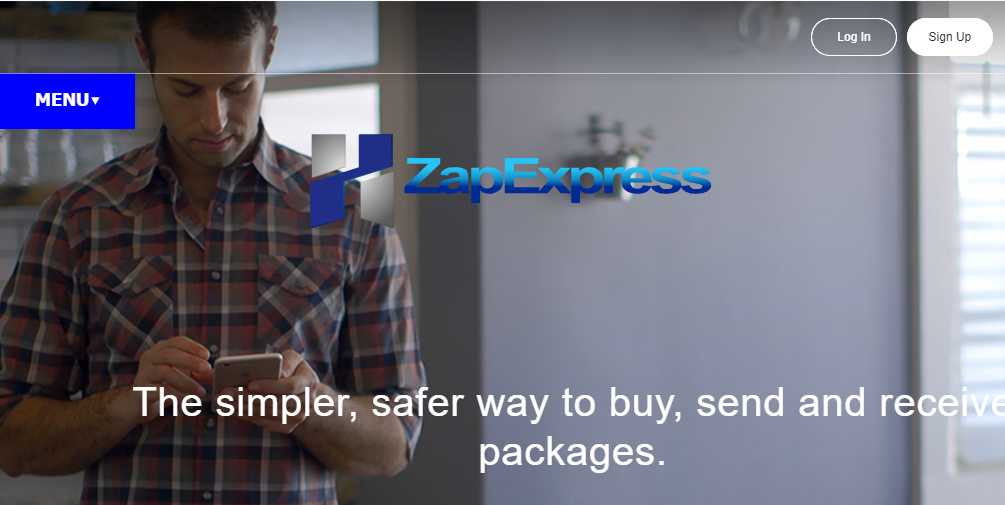 Log In
Sign Up
MENU▼
ZapExpress
The simpler, safer way to buy, send and receive
packages.